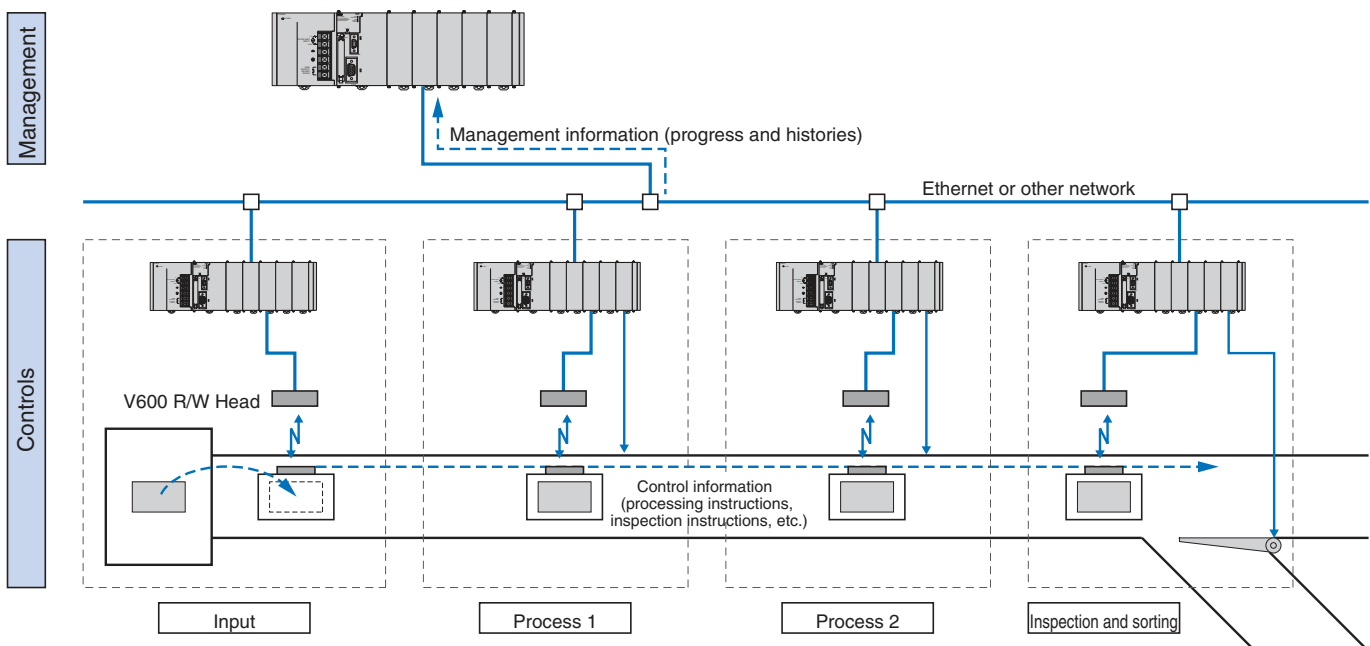 Management
Management information (progress and histories)
Ethernet or other network
Controls
V600 R/W Head
Control information
(processing instructions,
inspection instructions, etc.)
Input
Process 1
Process 2
Inspection and sorting